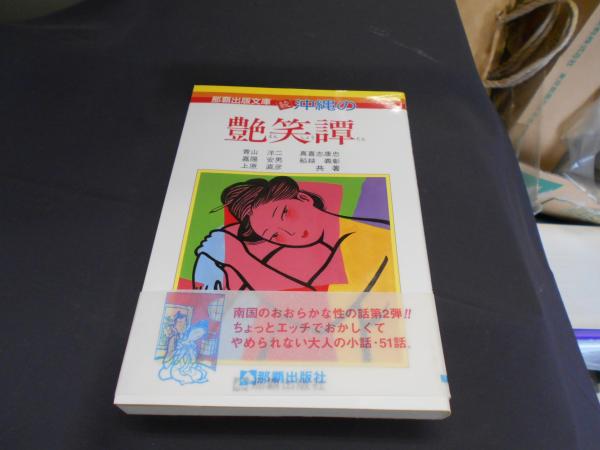 那覇出版文庫
続沖縄の
艶笑譚
青山 洋二 真喜志康忠
嘉陽 安男 船越 義彰
上原 直彦 共 著
南国のおおらかな性の話第2弾!!
ちょっとエッチでおかしくて
やめられない大人の小話・51話。
那覇出版社